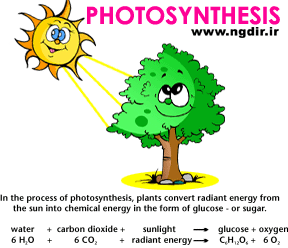 PHOTOSYNTHESIS
www.ngdir.ir
In the process of photosynthesis, plants convert radiant energy from
the sun into chemical energy in the form of glucose - or sugar.
water + carbon dioxide + sunlight → glucose + oxygen
6 H₂O + 6 CO₂ + radiant energy → C₆H₁₂O₆ + 6 O₂